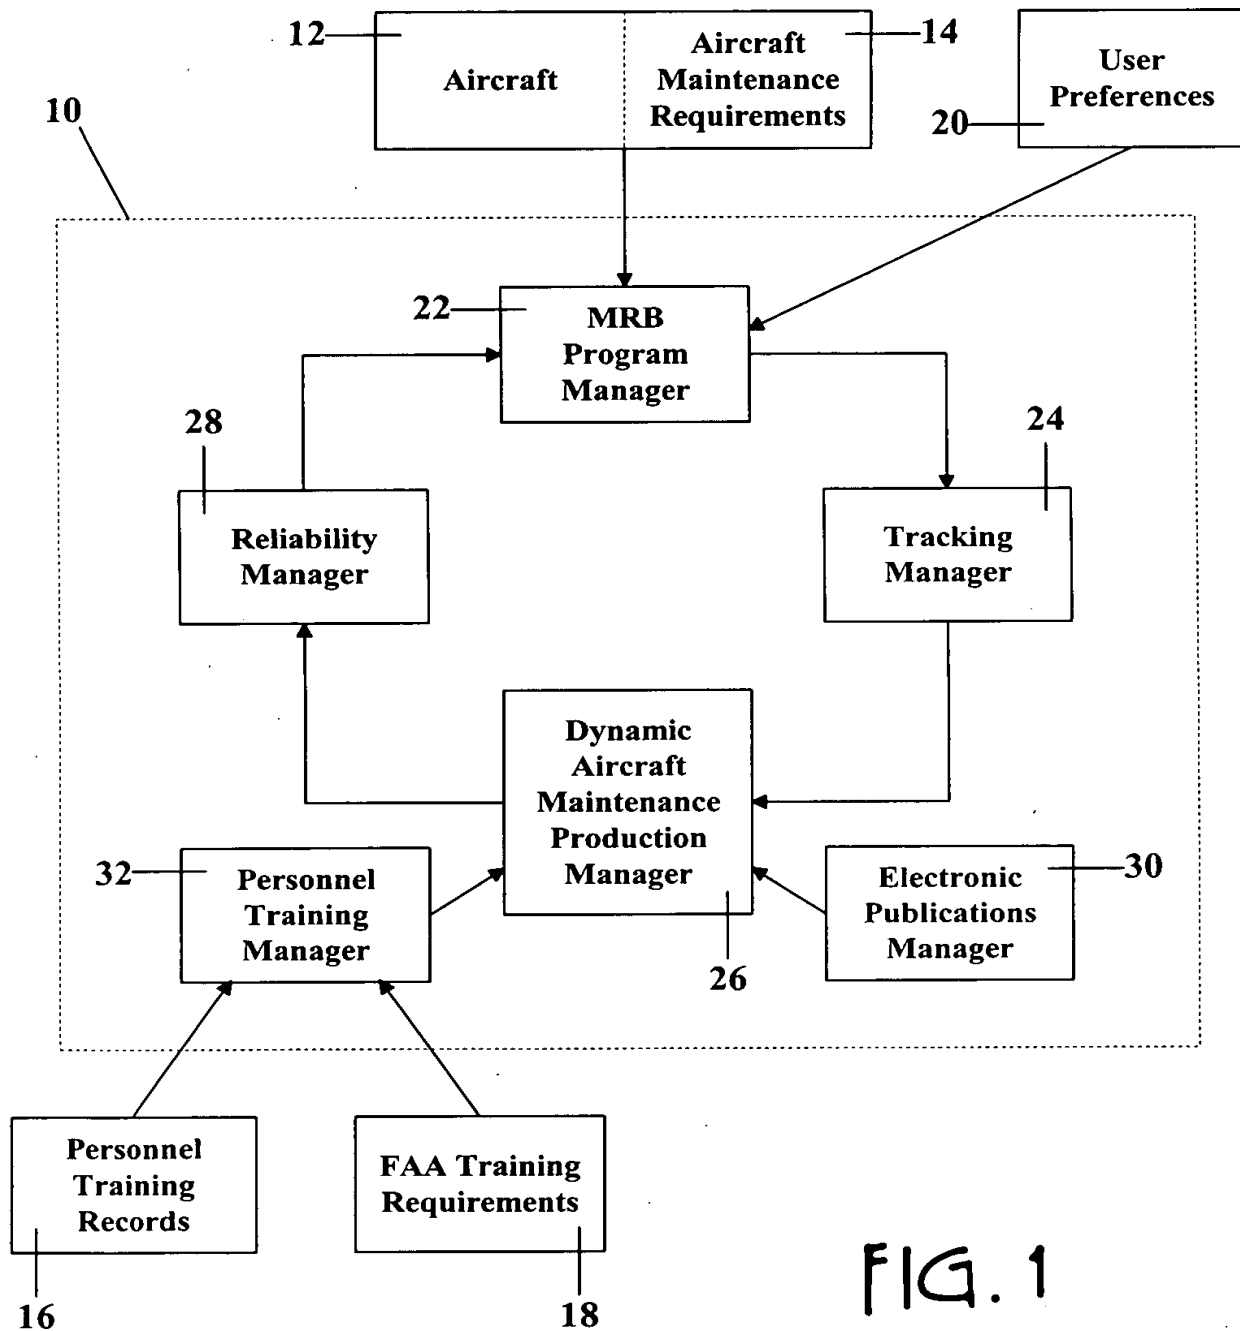 12
Aircraft
Aircraft
Maintenance
Requirements
14
User
Preferences
20
10
22
MRB
Program
Manager
28
Reliability
Manager
24
Tracking
Manager
Dynamic
Aircraft
Maintenance
Production
Manager
26
32
Personnel
Training
Manager
Electronic
Publications
Manager
30
Personnel
Training
Records
16
FAA Training
Requirements
18
FIG. 1